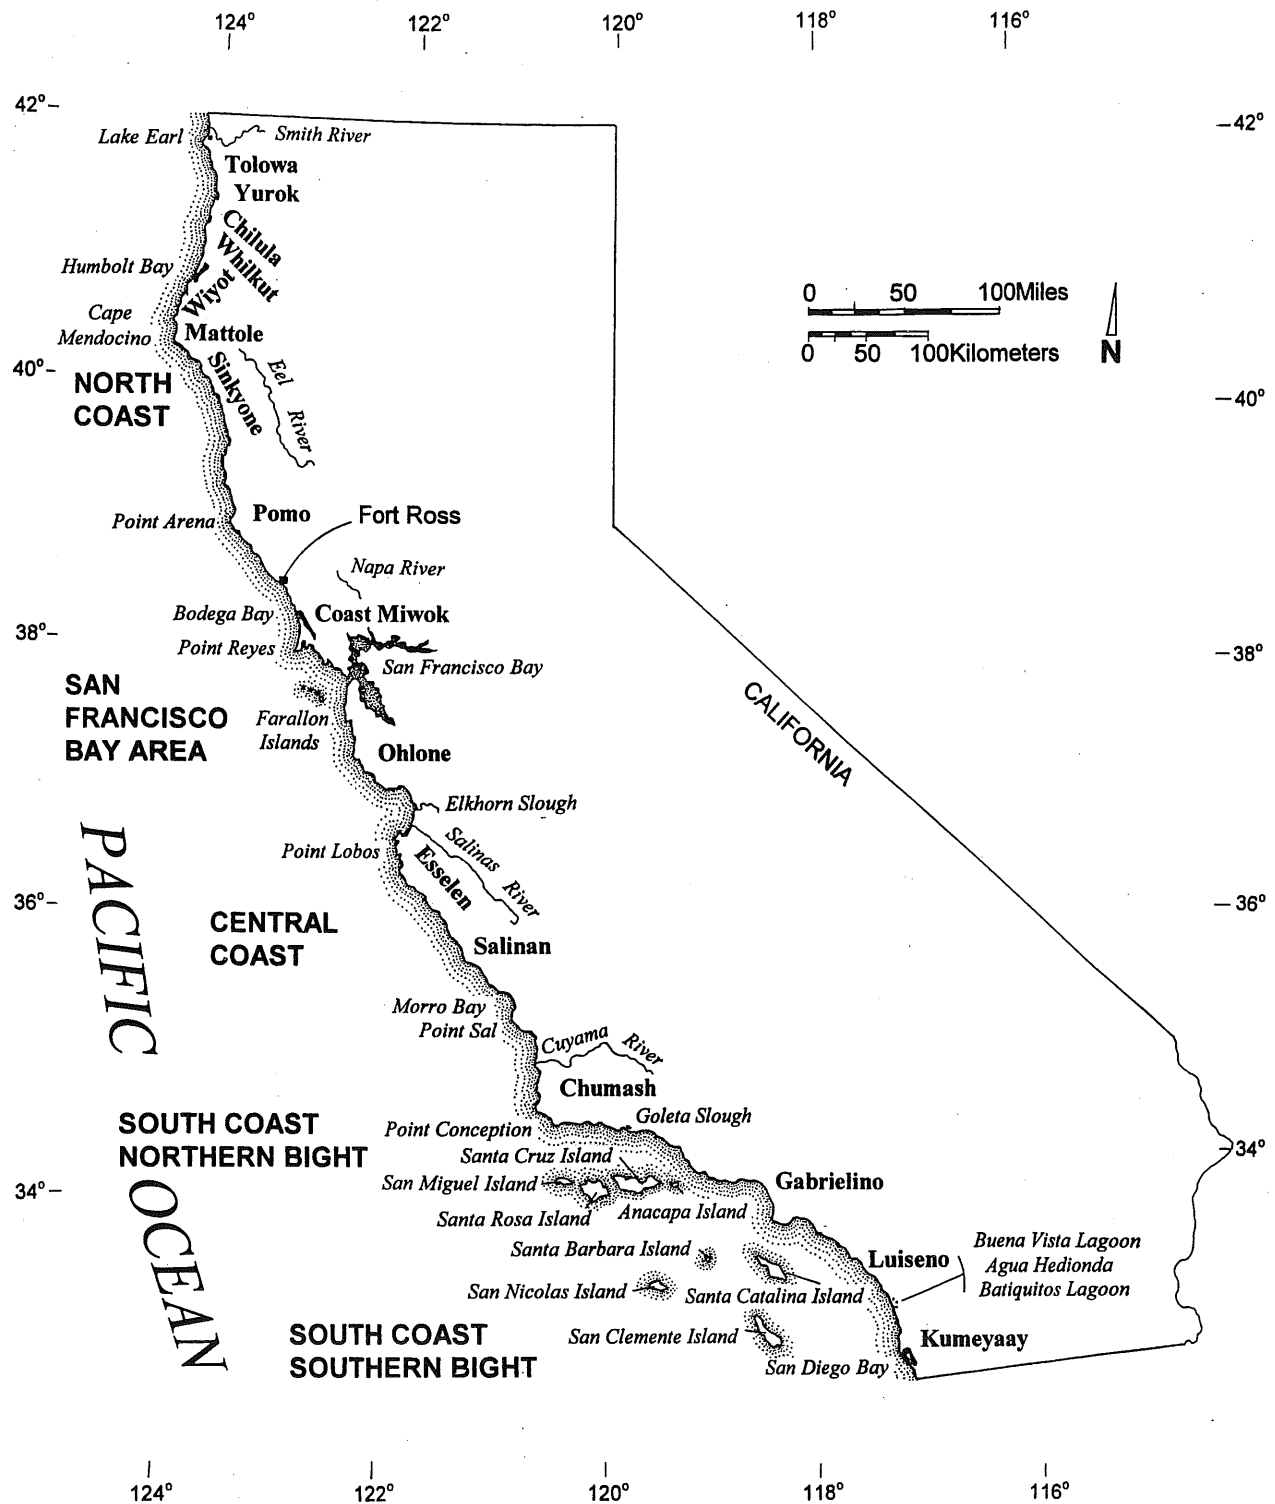 124° 122° 120° 118° 116°
42°
42°
Lake Earl
Smith River
Tolowa
Yurok
Chilula
Whilkut
Humbolt Bay
Wiyot
Cape
Mendocino
Mattole
0 50 100Miles
0 50 100Kilometers
N
Sinkyone
Eel River
40°
40°
NORTH
COAST
Point Arena
Pomo
Fort Ross
Napa River
Bodega Bay
Coast Miwok
38°
38°
Point Reyes
San Francisco Bay
SAN
FRANCISCO
BAY AREA
Farallon
Islands
CALIFORNIA
Ohlone
Elkhorn Slough
Salinas River
Point Lobos
Esselen
PACIFIC
36°
36°
CENTRAL
COAST
Salinan
Morro Bay
Point Sal
Cuyama River
Chumash
SOUTH COAST
NORTHERN BIGHT
Goleta Slough
Point Conception
34°
34°
Santa Cruz Island
San Miguel Island
Gabrielino
Santa Rosa Island
Anacapa Island
OCEAN
Santa Barbara Island
Luiseno
Buena Vista Lagoon
Agua Hedionda
Batiquitos Lagoon
San Nicolas Island
Santa Catalina Island
SOUTH COAST
SOUTHERN BIGHT
San Clemente Island
Kumeyaay
San Diego Bay
124° 122° 120° 118° 116°